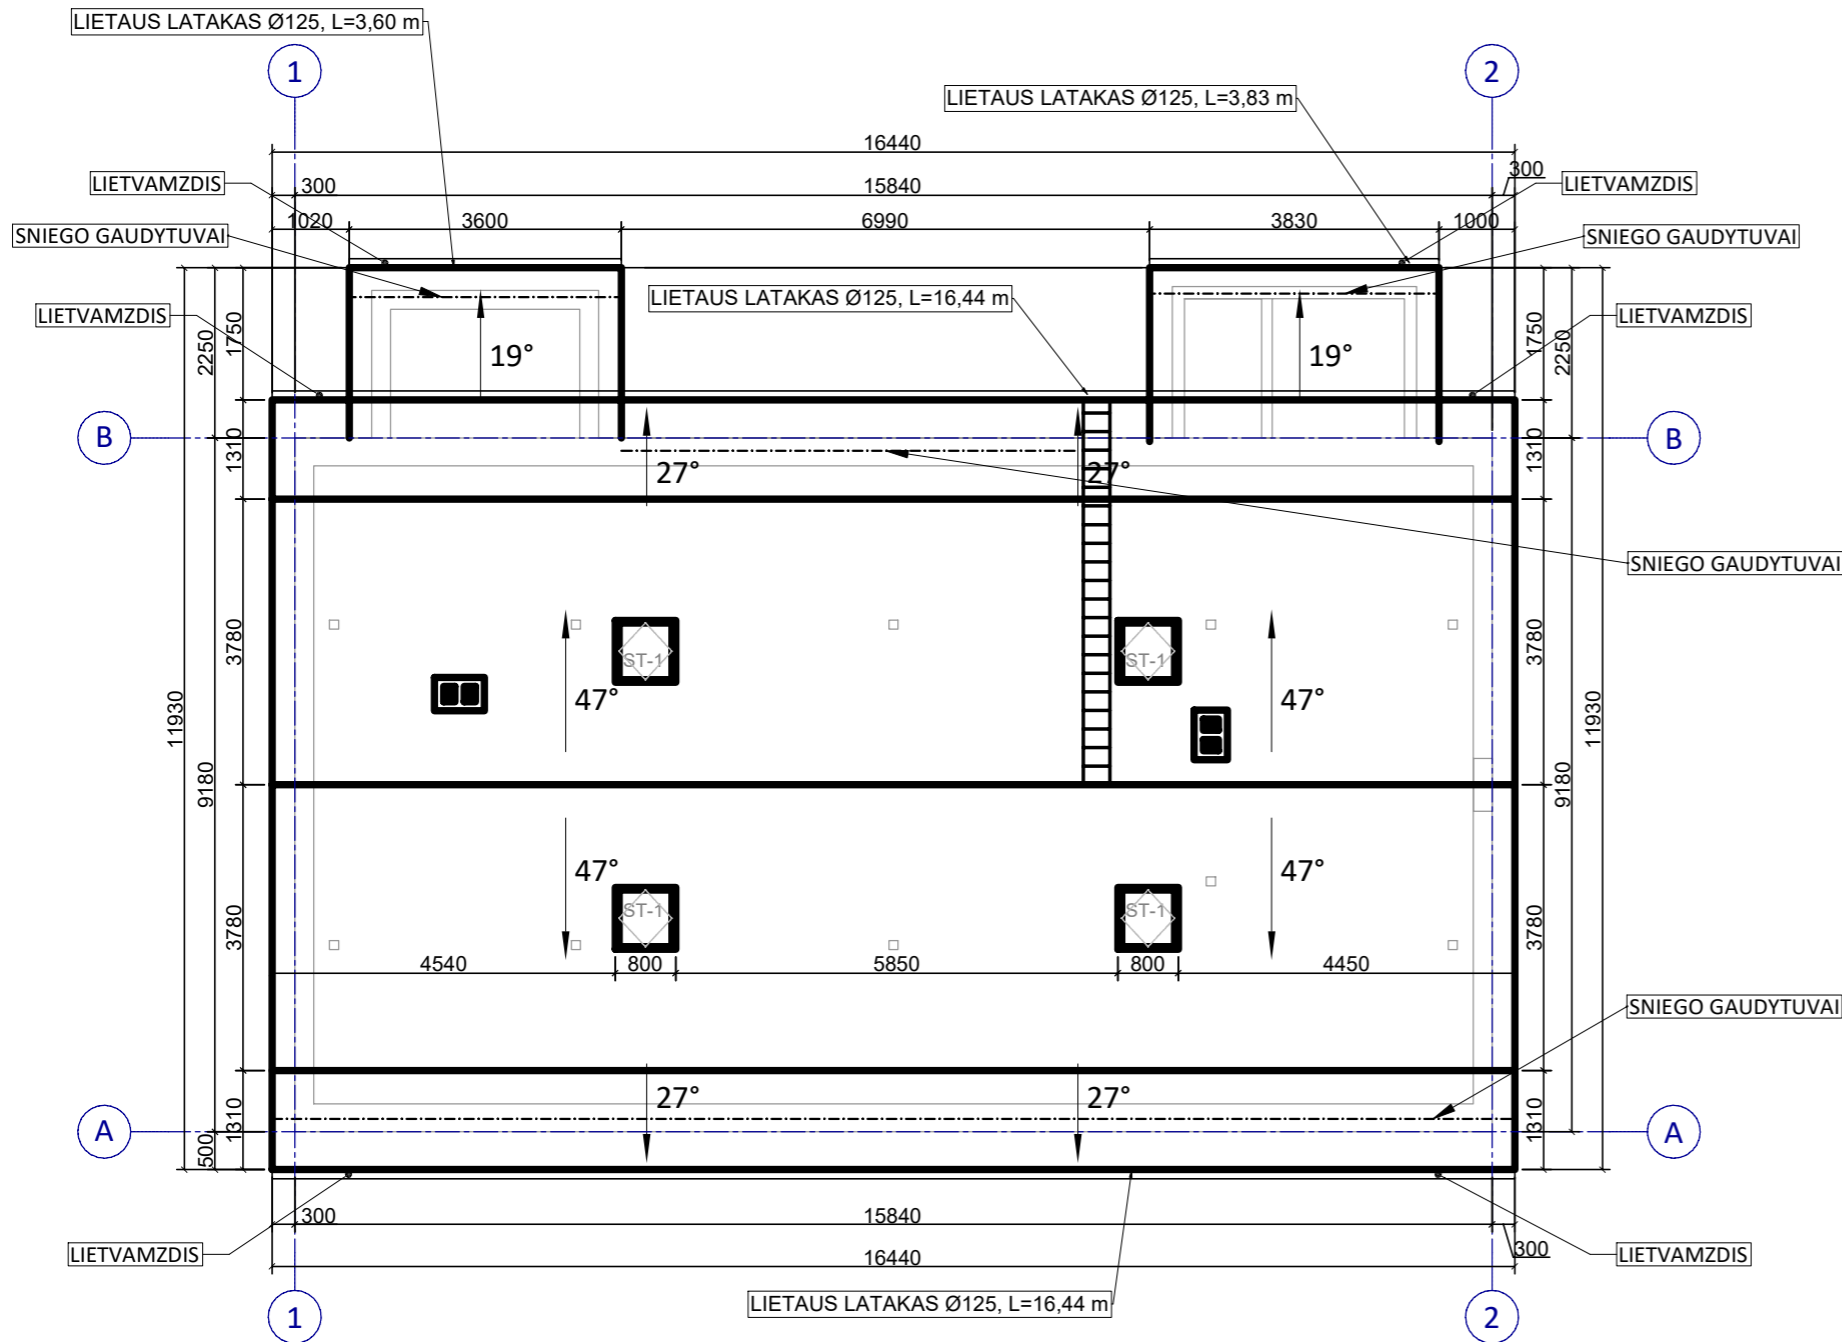 LIETAUS LATAKAS Ø125, L=3,60 m
1
2
LIETAUS LATAKAS Ø125, L=3,83 m
16440
LIETVAMZDIS
300
15840
300
LIETVAMZDIS
1020
3600
6990
3830
1000
SNIEGO GAUDYTUVAI
SNIEGO GAUDYTUVAI
LIETAUS LATAKAS Ø125, L=16,44 m
LIETVAMZDIS
LIETVAMZDIS
2250
1750
19°
19°
1750
2250
B
1310
1310
B
27°
27°
SNIEGO GAUDYTUVAI
3780
ST-1
ST-1
3780
47°
47°
11930
11930
9180
9180
47°
47°
3780
ST-1
ST-1
3780
4540
800
5850
800
4450
SNIEGO GAUDYTUVAI
27°
27°
A
500
1310
1310
A
300
15840
LIETVAMZDIS
16440
300
LIETVAMZDIS
1
LIETAUS LATAKAS Ø125, L=16,44 m
2